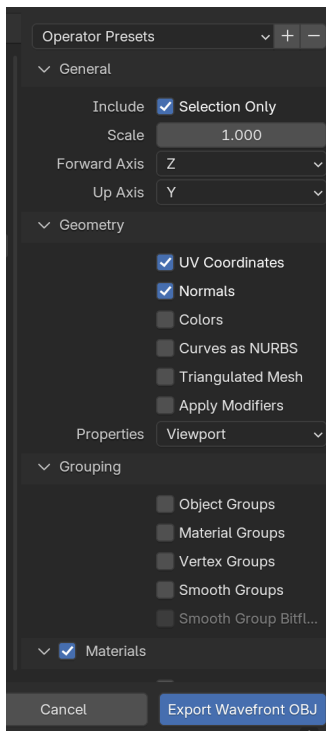 Operator Presets
General
Include Selection Only
Scale 1.000
Forward Axis Z
Up Axis Y
Geometry
UV Coordinates
Normals
Colors
Curves as NURBS
Triangulated Mesh
Apply Modifiers
Properties Viewport
Grouping
Object Groups
Material Groups
Vertex Groups
Smooth Groups
Smooth Group Bitfl...
Materials
Cancel Export Wavefront OBJ